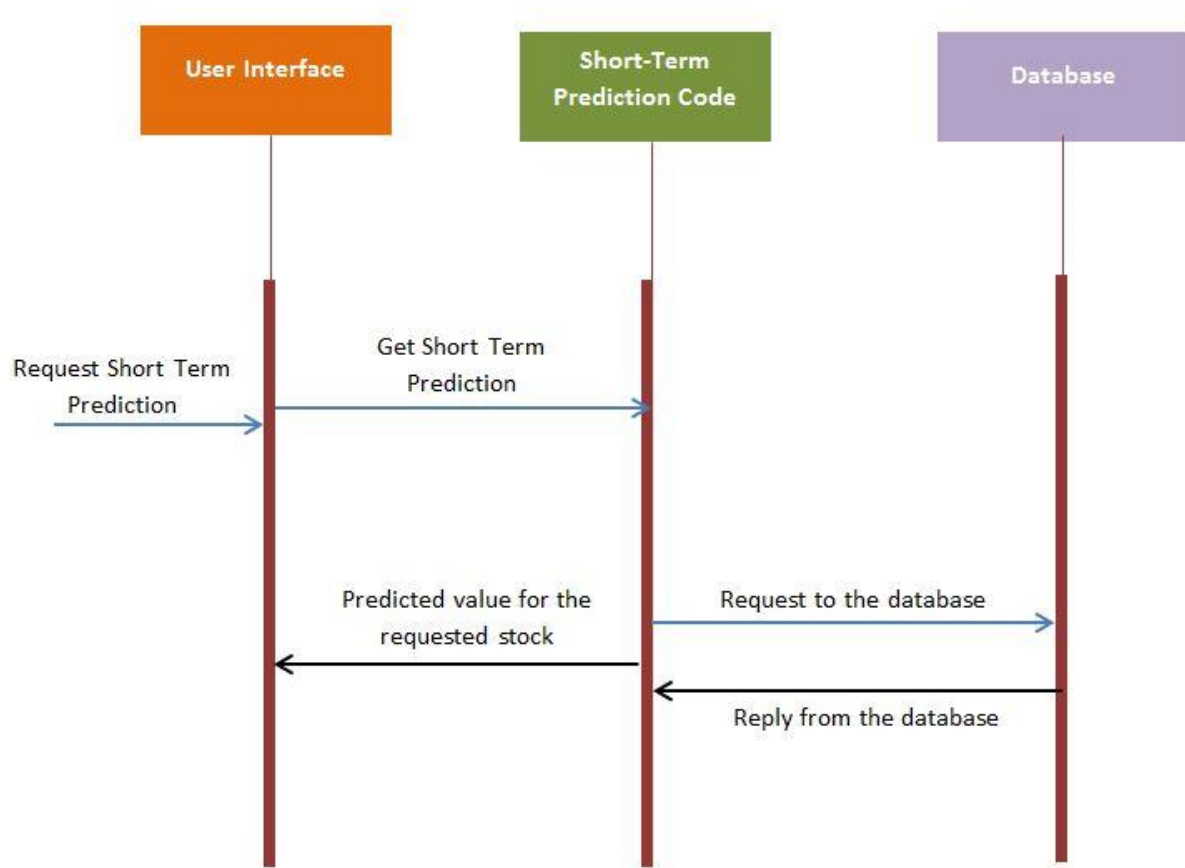 User Interface
Short-Term
Prediction Code
Database
Request Short Term
Prediction
Get Short Term
Prediction
Predicted value for the
requested stock
Request to the database
Reply from the database